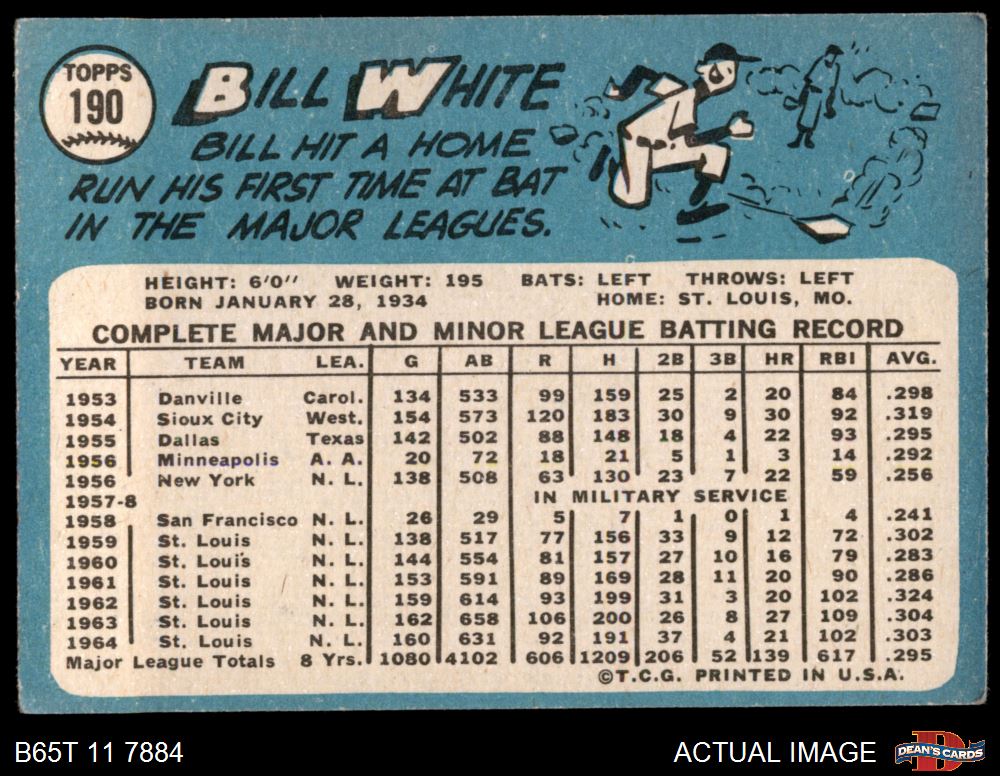 TOPPS
190
BILL WHITE
BILL HIT A HOME
RUN HIS FIRST TIME AT BAT
IN THE MAJOR LEAGUES.
HEIGHT: 6'0" WEIGHT: 195 BATS: LEFT THROWS: LEFT
BORN JANUARY 28, 1934 HOME: ST. LOUIS, MO.
COMPLETE MAJOR AND MINOR LEAGUE BATTING RECORD
YEAR TEAM LEA. G AB R H 2B 3B HR RBI AVG.
1953 Danville Carol. 134 533 99 159 25 2 20 84 .298
1954 Sioux City West. 154 573 120 183 30 9 30 92 .319
1955 Dallas Texas 142 502 88 148 18 4 22 93 .295
1956 Minneapolis A. A. 20 72 18 21 5 1 3 14 .292
1956 New York N. L. 138 508 63 130 23 7 22 59 .256
1957-8 IN MILITARY SERVICE
1958 San Francisco N. L. 26 29 5 7 1 0 1 4 .241
1959 St. Louis N. L. 138 517 77 156 33 9 12 72 .302
1960 St. Louis N. L. 144 554 81 157 27 10 16 79 .283
1961 St. Louis N. L. 153 591 89 169 28 11 20 90 .286
1962 St. Louis N. L. 159 614 93 199 31 3 20 102 .324
1963 St. Louis N. L. 162 658 106 200 26 8 27 109 .304
1964 St. Louis N. L. 160 631 92 191 37 4 21 102 .303
Major League Totals 8 Yrs. 1080 4102 606 1209 206 52 139 617 .295
©T.C.G. PRINTED IN U.S.A.
B65T 11 7884 ACTUAL IMAGE
DEAN'S CARDS